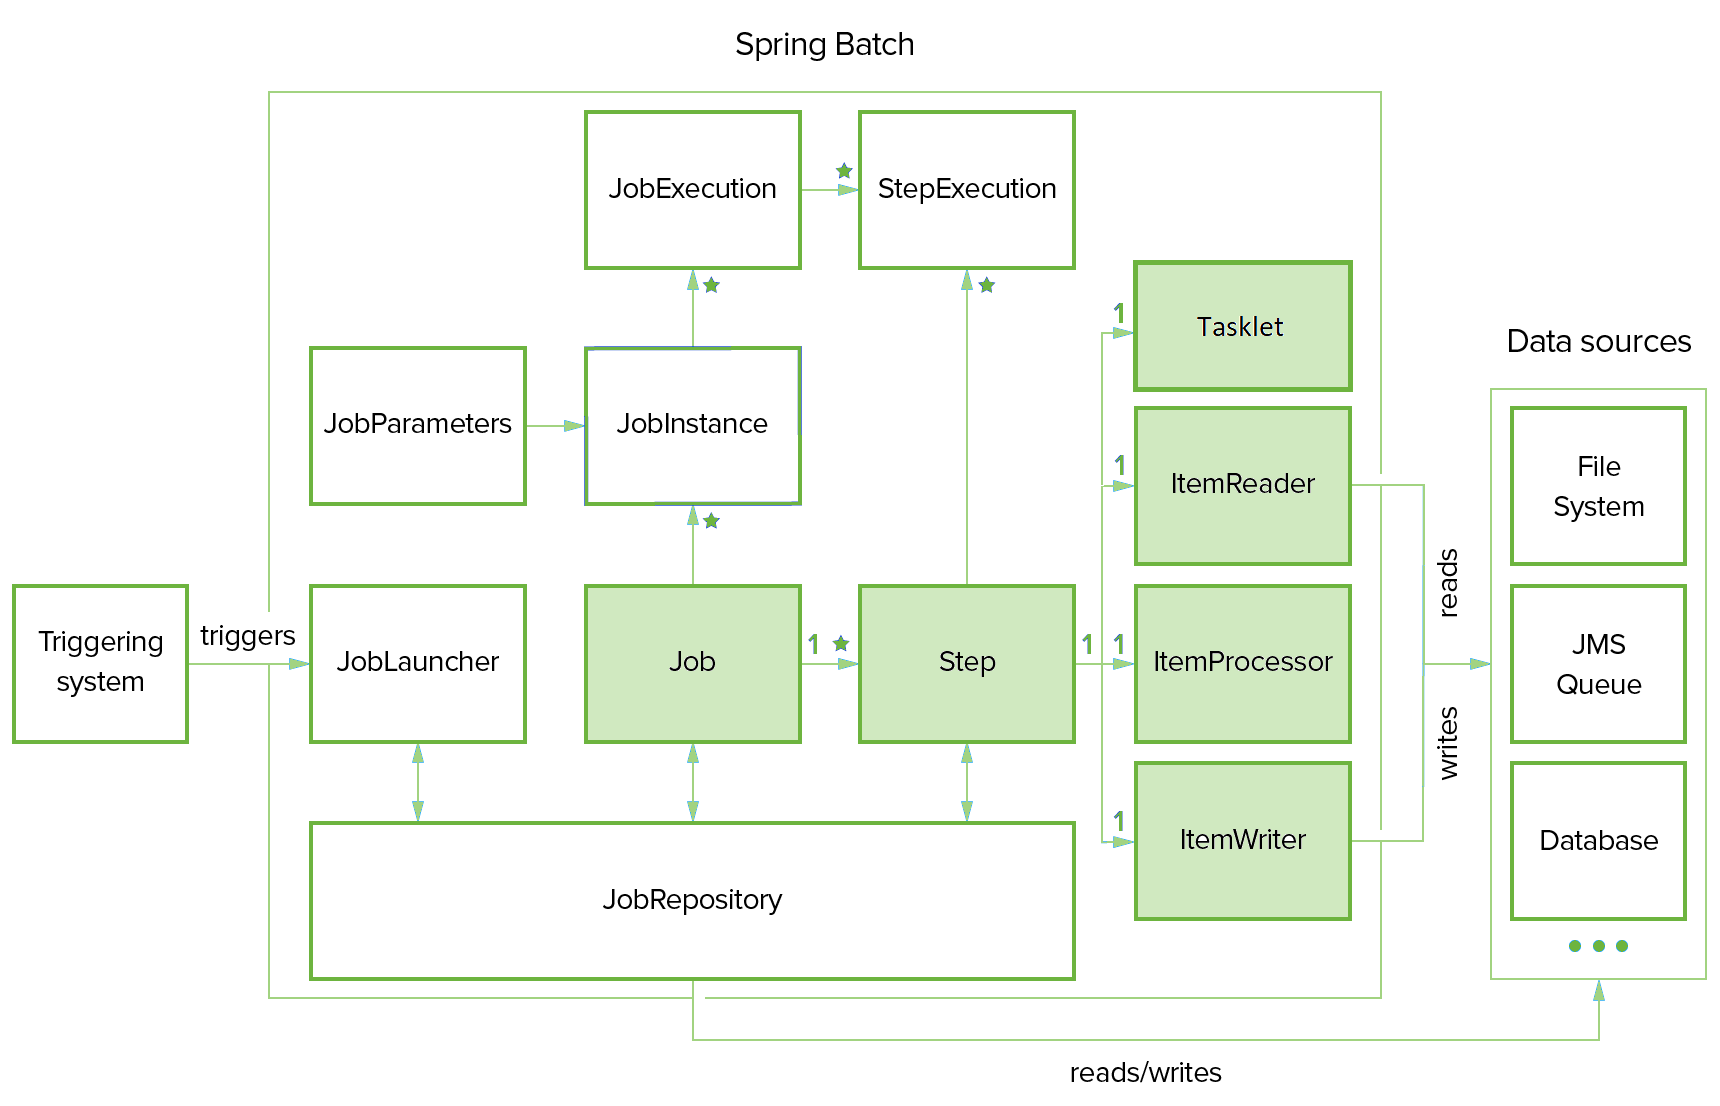 Spring Batch
JobExecution
StepExecution
Tasklet
1
Data sources
JobParameters
JobInstance
1
ItemReader
File
System
reads
Triggering
system
triggers
JobLauncher
Job
1
Step
1
1
ItemProcessor
JMS
Queue
writes
1
ItemWriter
Database
JobRepository
reads/writes